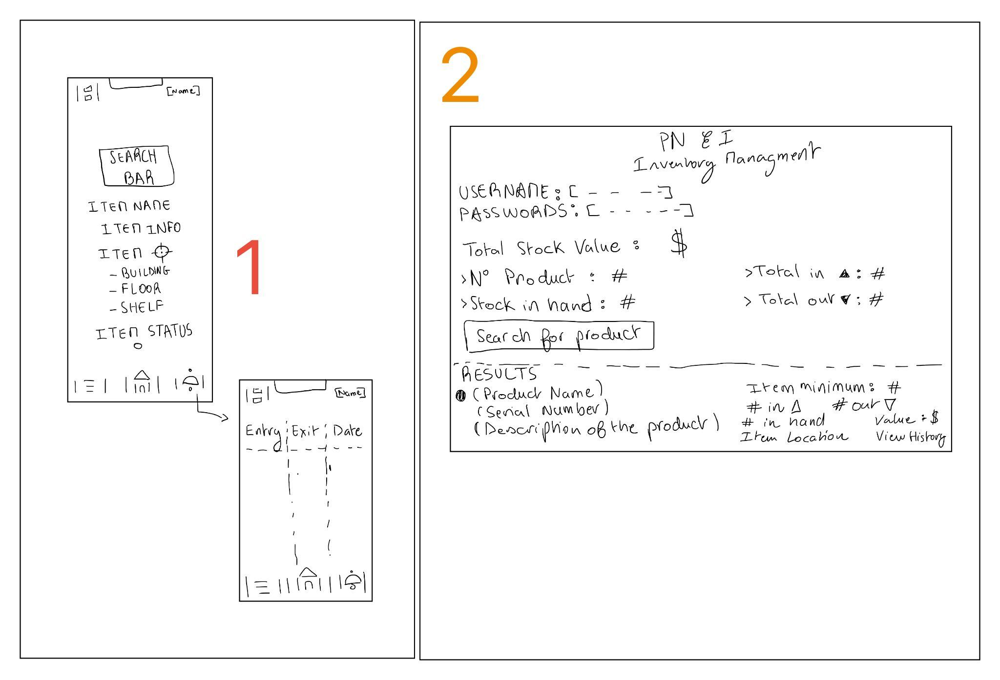 1
[Name]
SEARCH
BAR
ITEM NAME
ITEM INFO
ITEM
- BUILDING
- FLOOR
- SHELF
ITEM STATUS
[Name]
Entry Exit Date
2
PN & I
Inventory Managment
USERNAME: [ - - - - ]
PASSWORDS: [ - - - - - ]
Total Stock Value : $
>N° Product : # >Total in ▲: #
>Stock in hand: # > Total out ▼: #
Search for product
RESULTS
(Product Name) Item minimum: #
(Serial Number) # in △ # out ▽
(Description of the product) # in hand Value: $
Item Location View History